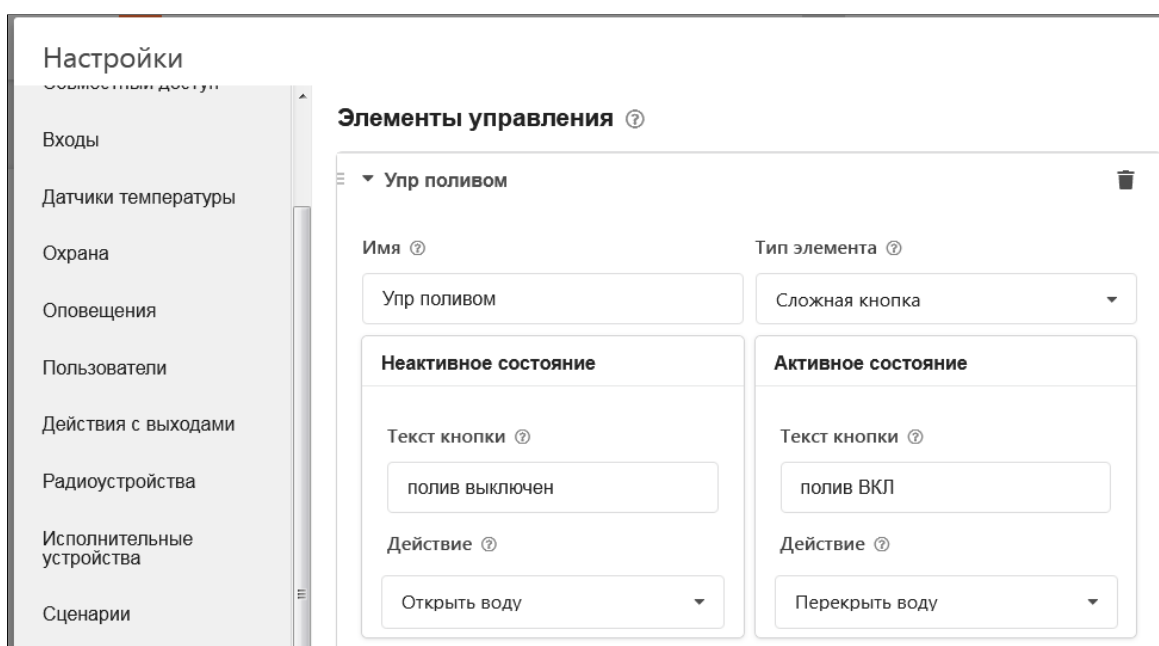 Настройки
Совместный доступ
Входы
Датчики температуры
Охрана
Оповещения
Пользователи
Действия с выходами
Радиоустройства
Исполнительные
устройства
Сценарии
Элементы управления ?
Упр поливом
Имя ?
Тип элемента ?
Упр поливом
Сложная кнопка
Неактивное состояние
Активное состояние
Текст кнопки ?
Текст кнопки ?
полив выключен
полив ВКЛ
Действие ?
Действие ?
Открыть воду
Перекрыть воду